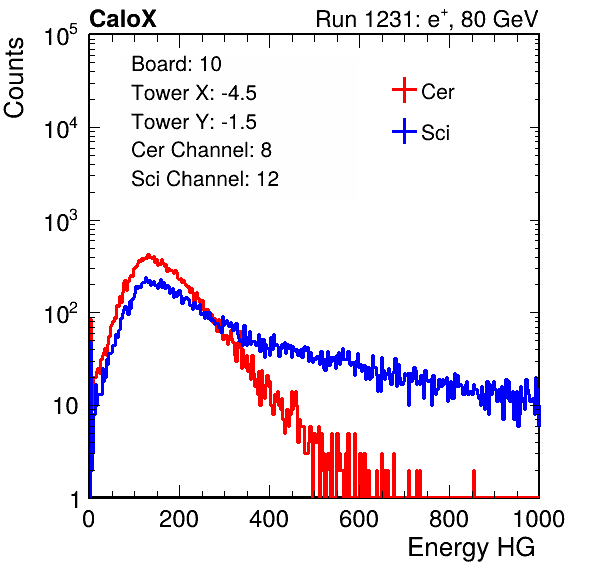 CaloX Run 1231: e+, 80 GeV
Counts
Board: 10
Tower X: -4.5
Tower Y: -1.5
Cer Channel: 8
Sci Channel: 12
Cer
Sci
10^5
10^4
10^3
10^2
10
1
0 200 400 600 800 1000
Energy HG